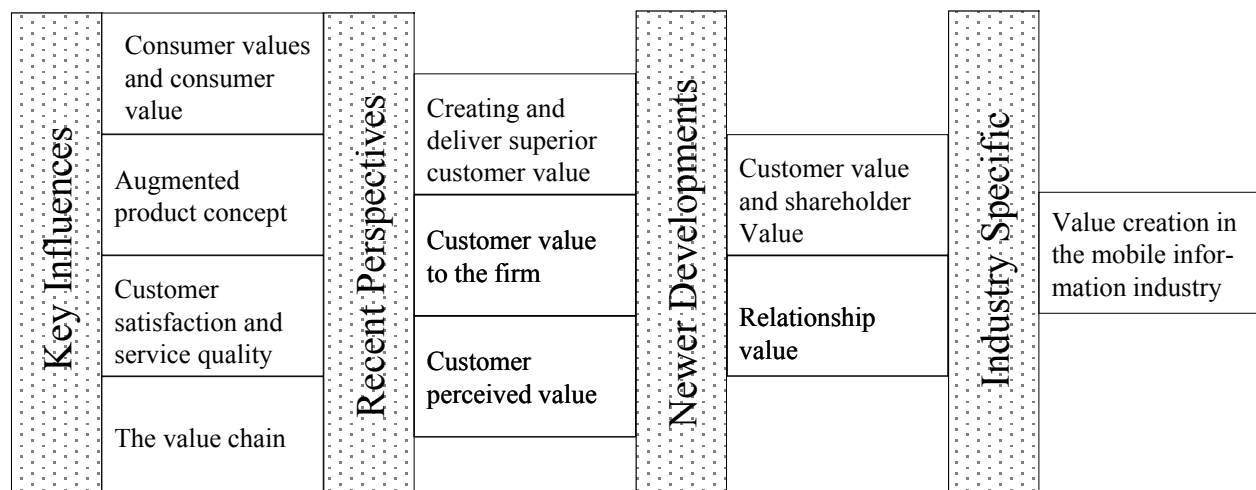 Key Influences
Consumer values
and consumer
value
Augmented
product concept
Customer
satisfaction and
service quality
The value chain
Recent Perspectives
Creating and
deliver superior
customer value
Customer value
to the firm
Customer
perceived value
Newer Developments
Customer value
and shareholder
Value
Relationship
value
Industry Specific
Value creation in
the mobile infor-
mation industry